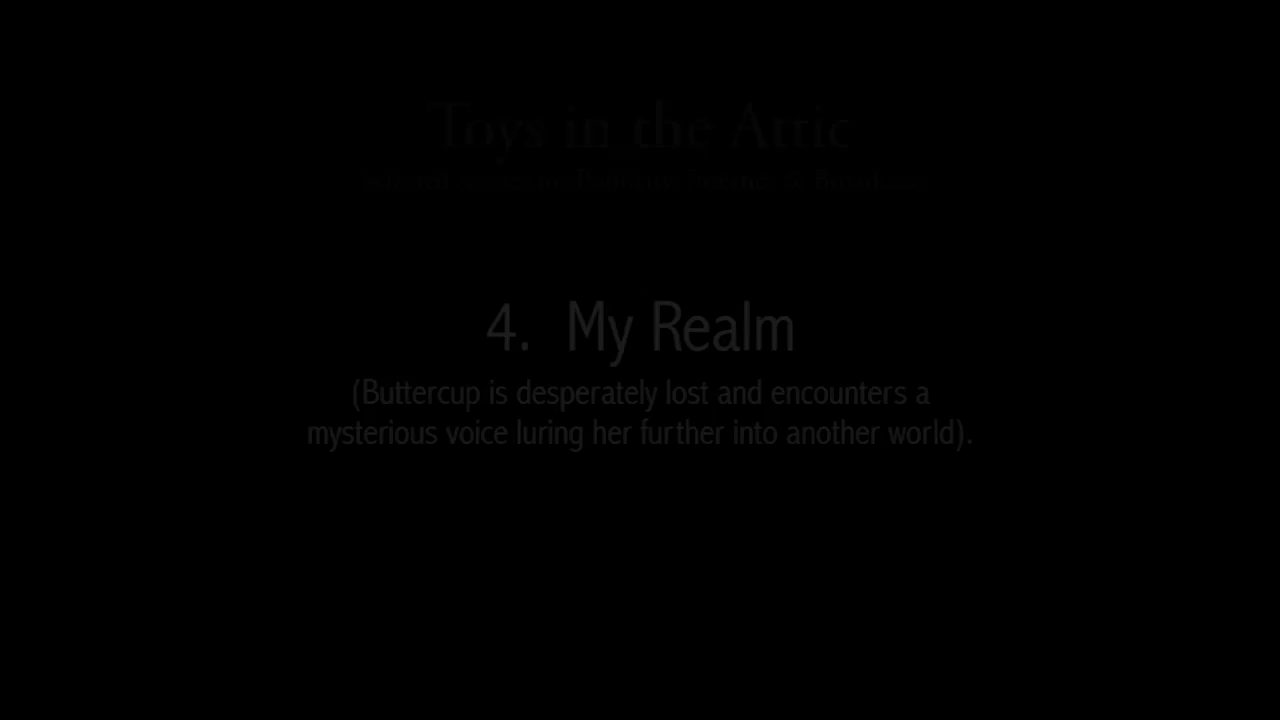 Toys in the Attic
4. My Realm
(Buttercup is desperately lost and encounters a
mysterious voice luring her further into another world).